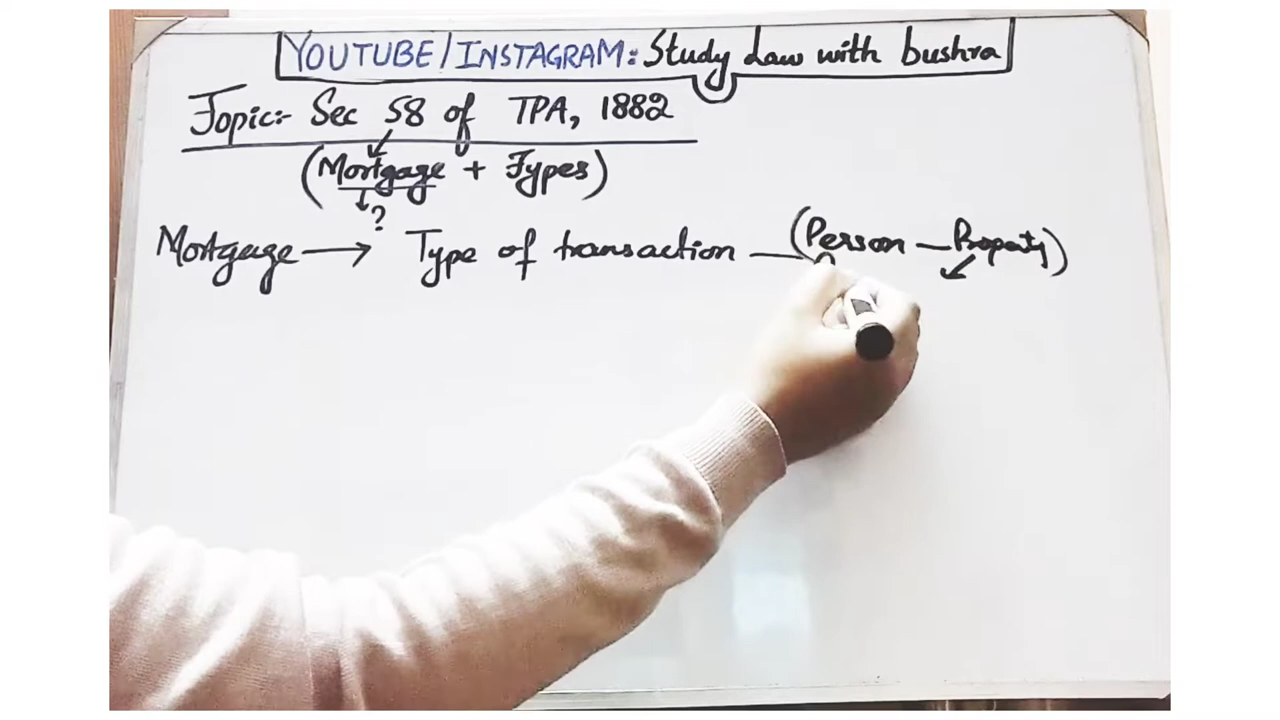 YOUTUBE/INSTAGRAM: Study Law with bushra
Topic:- Sec 58 of TPA, 1882
(Mortgage + Types)
?
Mortgage → Type of transaction — (Person — Property)